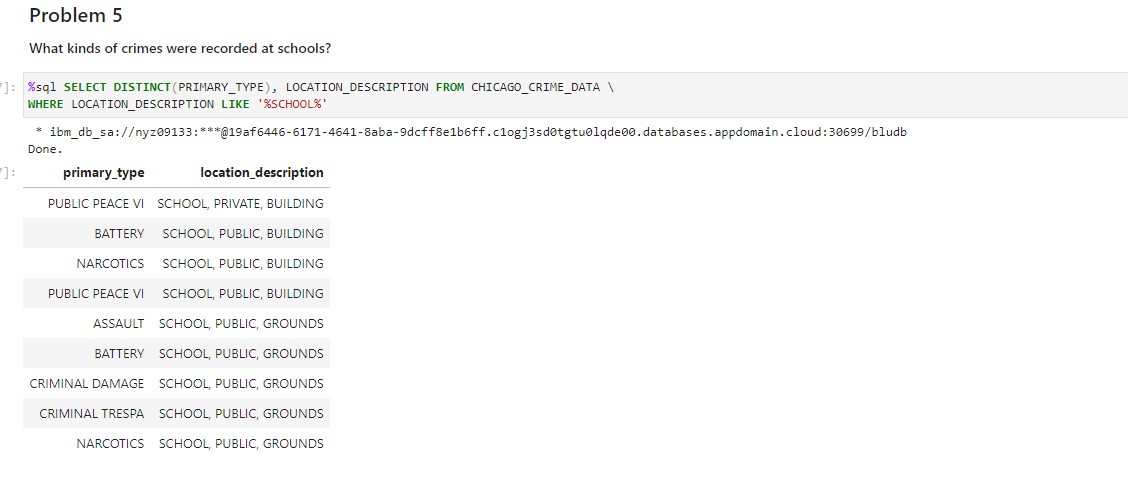 Problem 5
What kinds of crimes were recorded at schools?
7]: %sql SELECT DISTINCT(PRIMARY_TYPE), LOCATION_DESCRIPTION FROM CHICAGO_CRIME_DATA \
WHERE LOCATION_DESCRIPTION LIKE '%SCHOOL%'
* ibm_db_sa://nyz09133:***@19af6446-6171-4641-8aba-9dcff8e1b6ff.c1ogj3sd0tgtu0lqde00.databases.appdomain.cloud:30699/bludb
Done.
7]: primary_type location_description
PUBLIC PEACE VI SCHOOL, PRIVATE, BUILDING
BATTERY SCHOOL, PUBLIC, BUILDING
NARCOTICS SCHOOL, PUBLIC, BUILDING
PUBLIC PEACE VI SCHOOL, PUBLIC, BUILDING
ASSAULT SCHOOL, PUBLIC, GROUNDS
BATTERY SCHOOL, PUBLIC, GROUNDS
CRIMINAL DAMAGE SCHOOL, PUBLIC, GROUNDS
CRIMINAL TRESPA SCHOOL, PUBLIC, GROUNDS
NARCOTICS SCHOOL, PUBLIC, GROUNDS